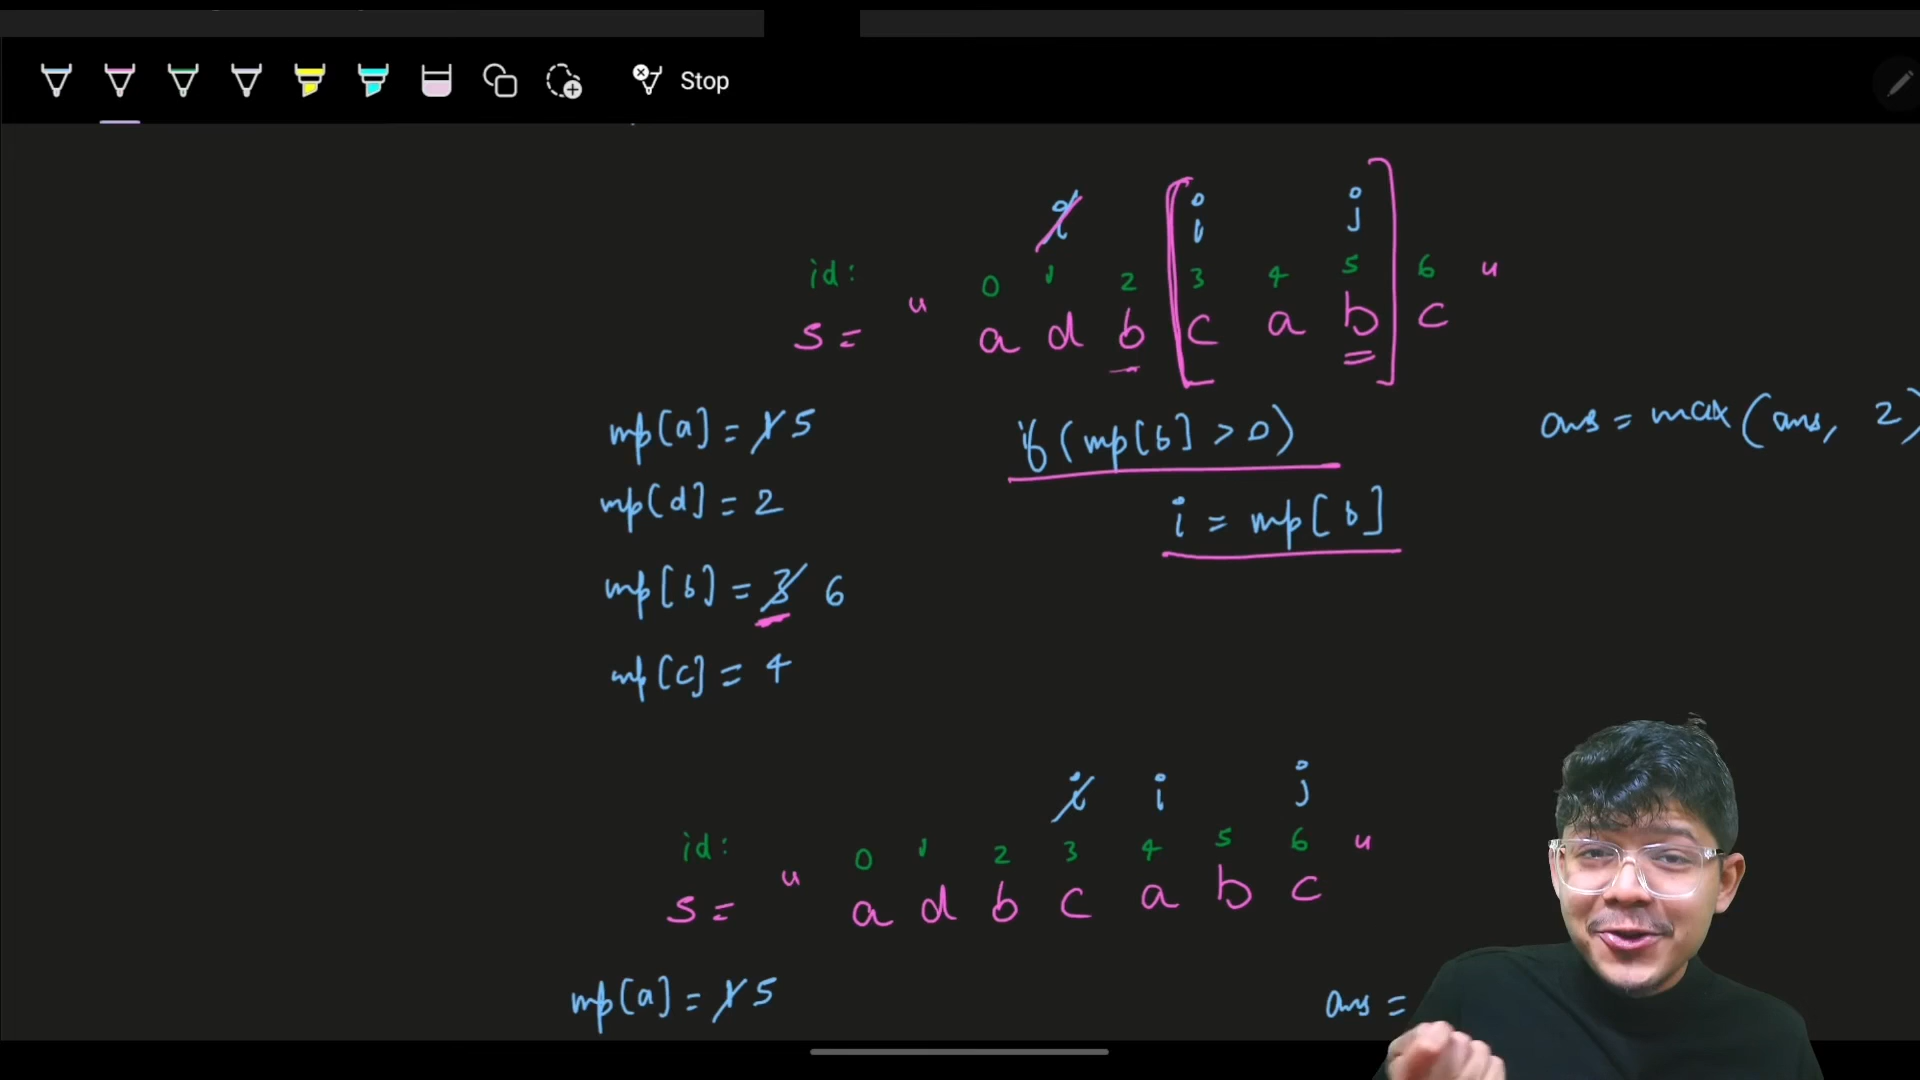 Stop
i i j
id: 0 1 2 3 4 5 6
s = " a d b c a b c "
mp[a] = 1 5
if (mp[b] > 0)
ans = max(ans, 2)
mp[d] = 2
i = mp[b]
mp[b] = 3 6
mp[c] = 4
i i j
id: 0 1 2 3 4 5 6
s = " a d b c a b c "
mp[a] = 1 5
ans =